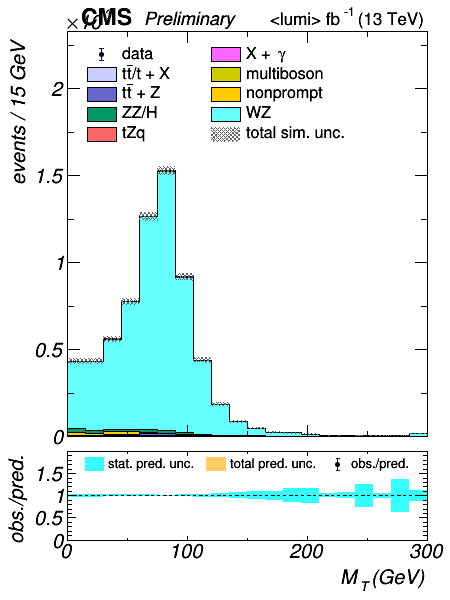 CMS Preliminary <lumi> fb⁻¹ (13 TeV)
events / 15 GeV
data
tt̄/t + X
tt̄ + Z
ZZ/H
tZq
X + γ
multiboson
nonprompt
WZ
total sim. unc.
2
1.5
1
0.5
0
obs./pred.
stat. pred. unc. total pred. unc. obs./pred.
1.5
1
0.5
0
0 100 200 300
M_T (GeV)